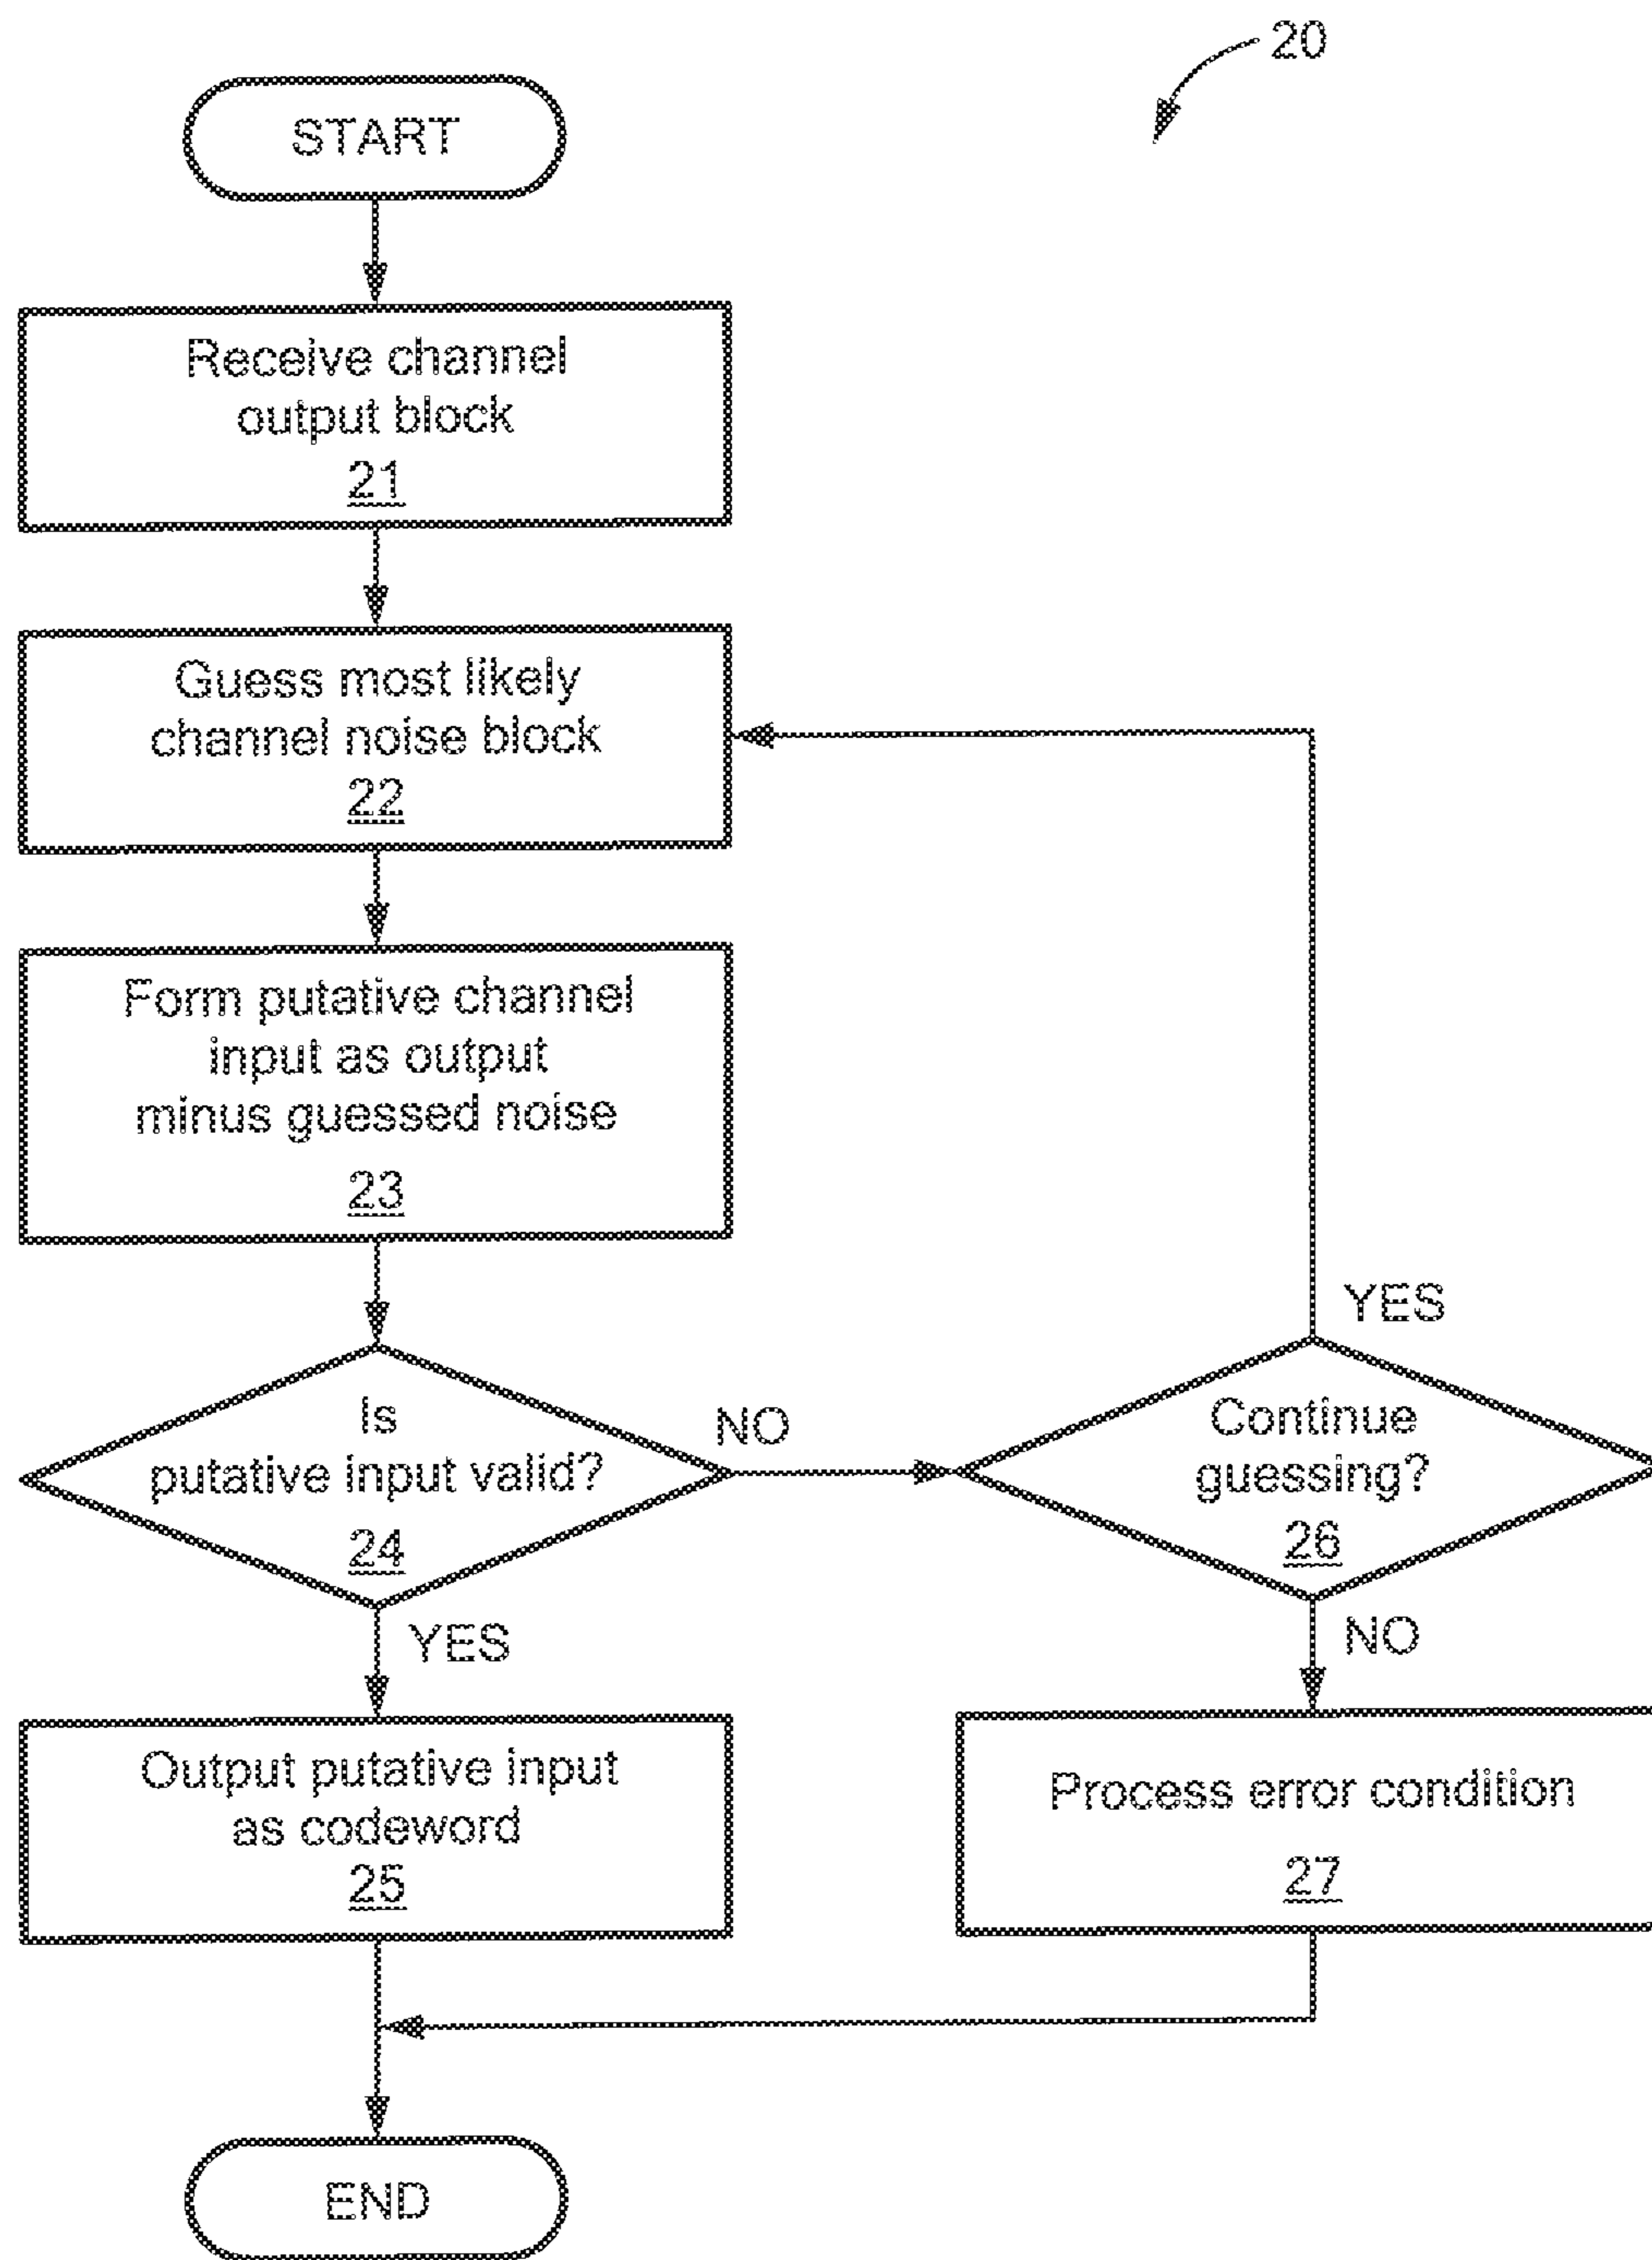 20
START
Receive channel
output block
21
Guess most likely
channel noise block
22
Form putative channel
input as output
minus guessed noise
23
Is
putative input valid?
24
NO
YES
Continue
guessing?
26
YES
NO
Output putative input
as codeword
25
Process error condition
27
END